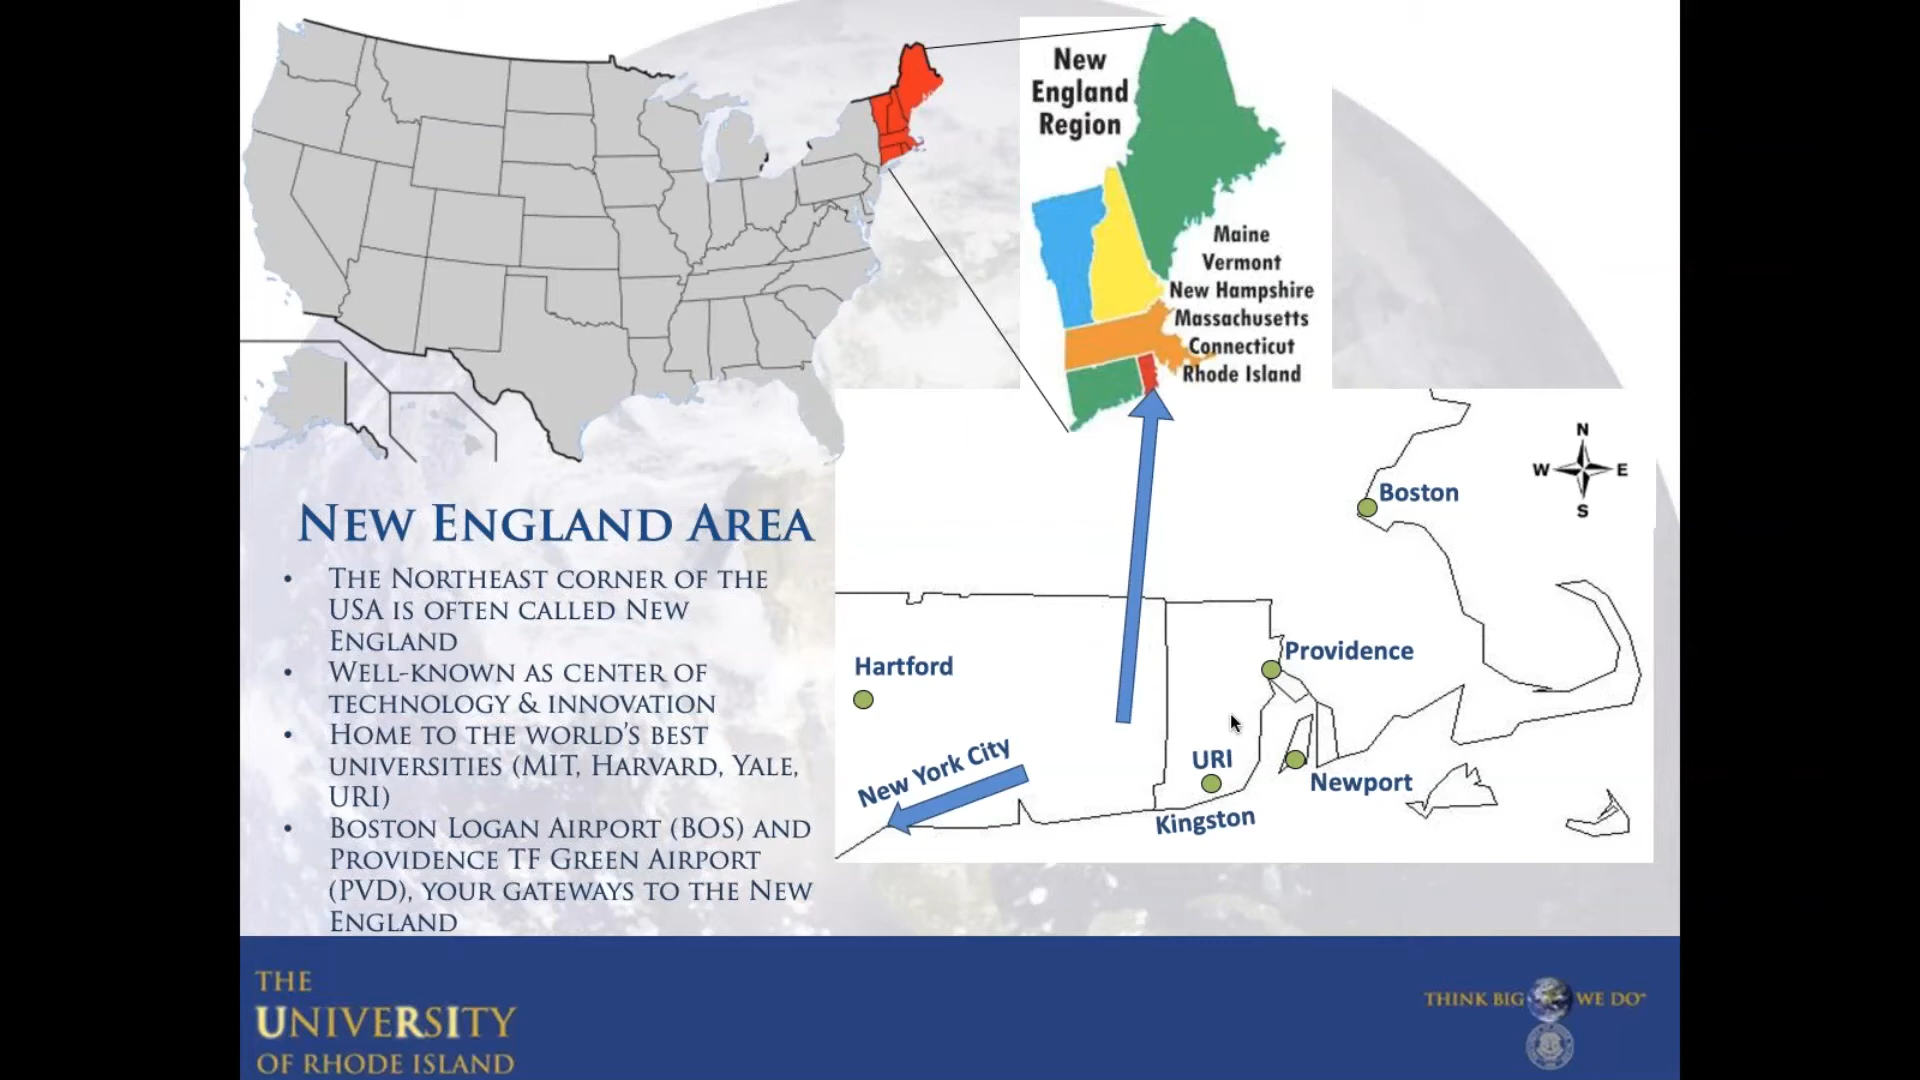 New
England
Region
Maine
Vermont
New Hampshire
Massachusetts
Connecticut
Rhode Island
N
W E
S
Boston
Providence
Hartford
New York City
URI
Newport
Kingston
New England Area
• The Northeast corner of the
USA is often called New
England
• Well-known as center of
technology & innovation
• Home to the world's best
universities (MIT, Harvard, Yale,
URI)
• Boston Logan Airport (BOS) and
Providence TF Green Airport
(PVD), your gateways to the New
England
THE
UNIVERSITY
OF RHODE ISLAND
THINK BIG WE DO